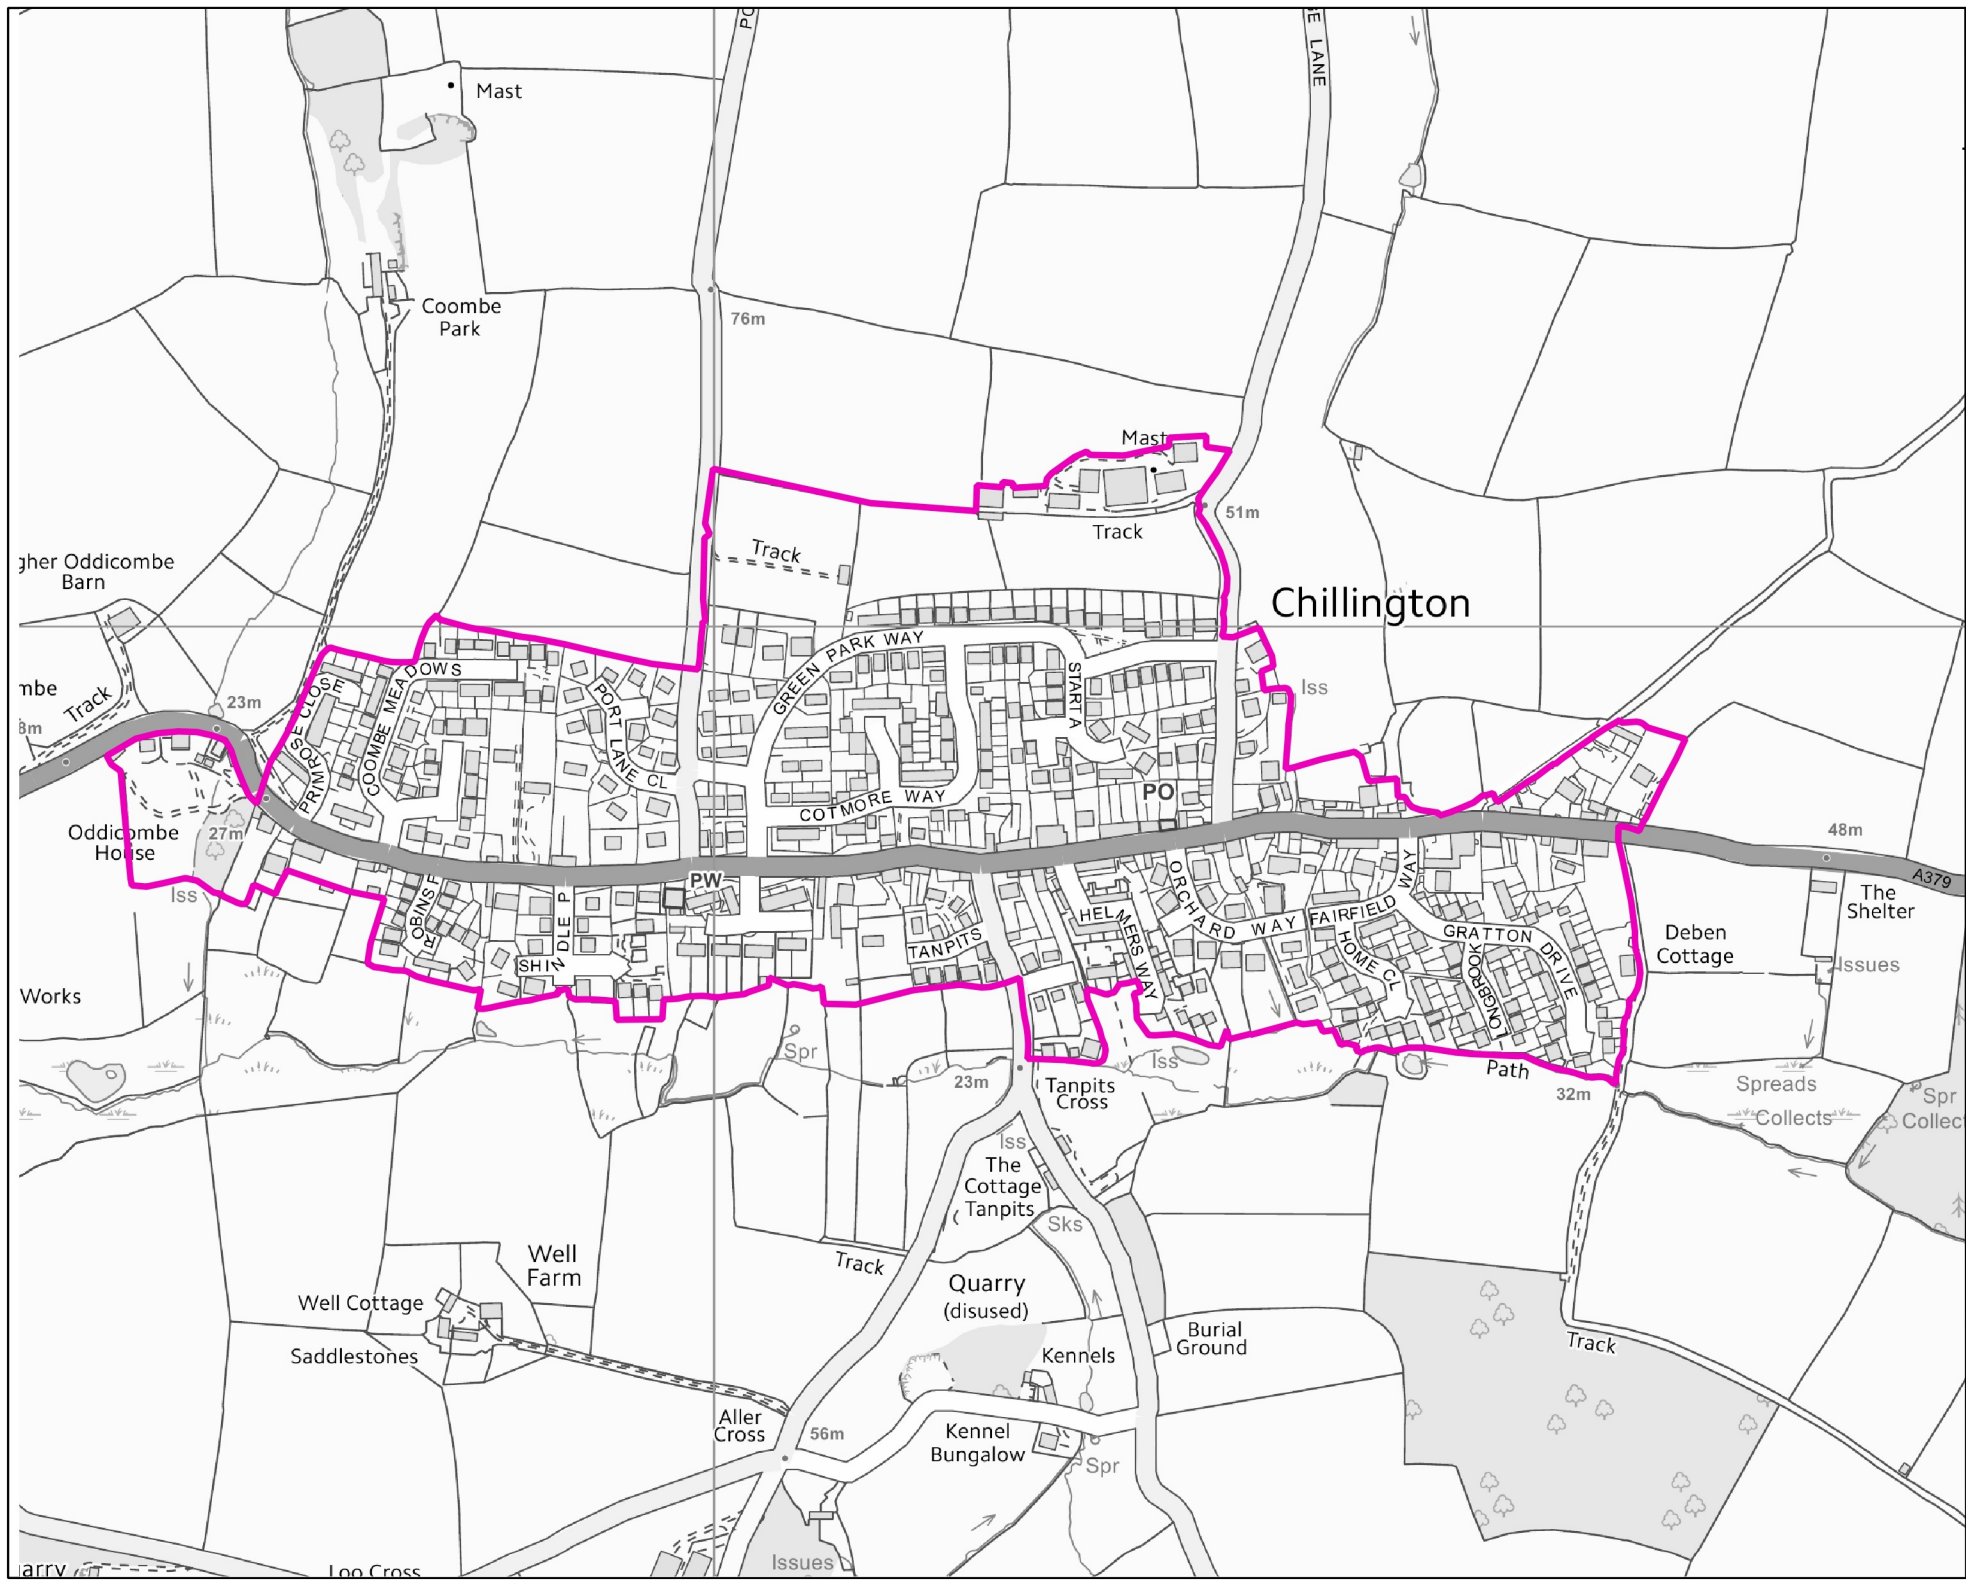 PO
GE LANE
Mast
Coombe
Park
76m
Mast
51m
Track
Track
gher Oddicombe
Barn
Chillington
mbe
Track
23m
8m
PRIMROSE CLOSE
COOMBE MEADOWS
PORT LANE CL
GREEN PARK WAY
START A
Iss
COTMORE WAY
PO
Oddicombe
House
27m
Iss
48m
A379
The
Shelter
PW
ROBINS
SHINDLE P
TANPITS
HELMERS WAY
ORCHARD WAY
FAIRFIELD WAY
HOME CL
GRATTON DRIVE
LONGBROOK
Deben
Cottage
Issues
Works
Spr
Iss
Path
23m
Tanpits
Cross
32m
Spreads
Collects
Spr
Collec
Iss
The
Cottage
Tanpits
Sks
Track
Well
Farm
Well Cottage
Saddlestones
Quarry
(disused)
Burial
Ground
Kennels
Track
Aller
Cross
56m
Kennel
Bungalow
Spr
Issues
arry
Loo Cross